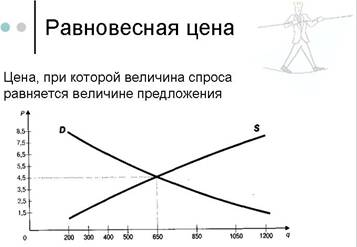 Равновесная цена
Цена, при которой величина спроса
равняется величине предложения
P
D
S
8,5
7,5
6,5
5,5
4,5
3,5
2,5
1,5
0
200 300 400 500 650 850 1050 1200 Q